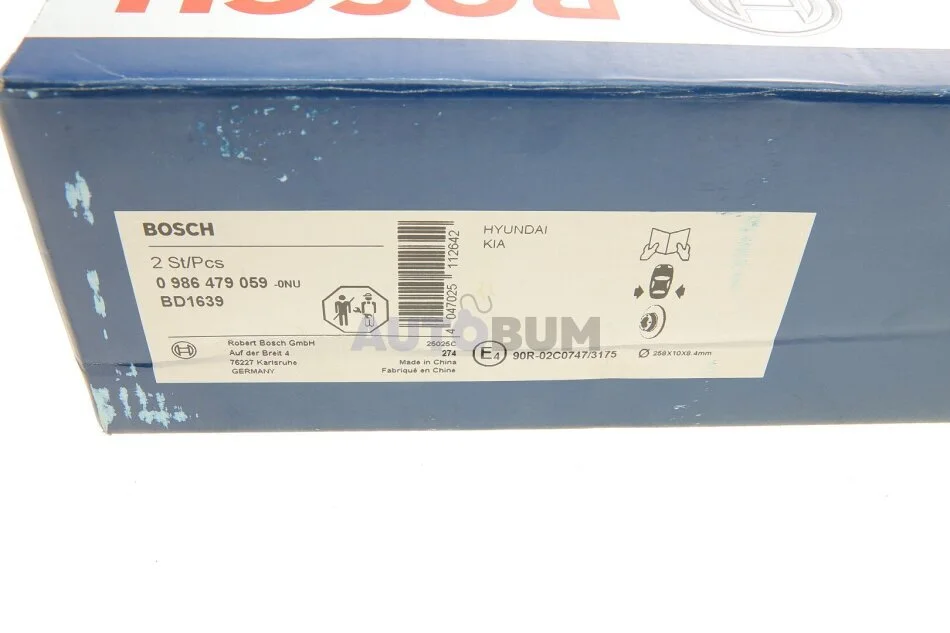 BOSCH
BOSCH
2 St/Pcs
0 986 479 059 -0NU
BD1639
4 047025 112642
HYUNDAI
KIA
AUTOBUM
Robert Bosch GmbH
Auf der Breit 4
76227 Karlsruhe
GERMANY
25025C
274
Made in China
Fabriqué en Chine
E4 90R-02C0747/3175
Ø 258X10X8.4mm